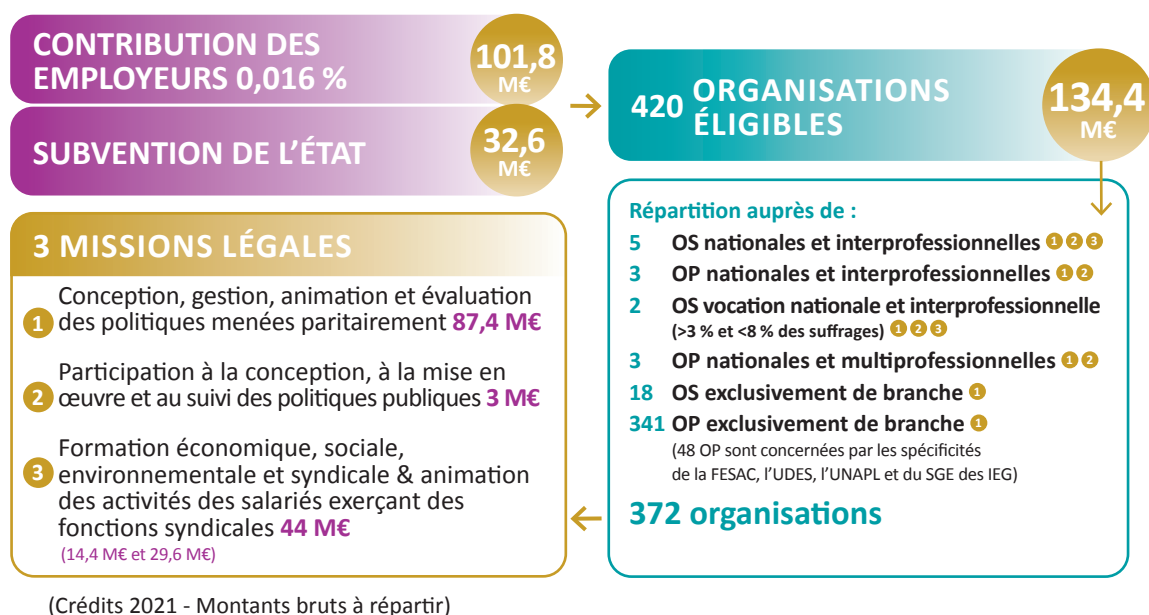 CONTRIBUTION DES
EMPLOYEURS 0,016 %
101,8
M€
SUBVENTION DE L'ÉTAT
32,6
M€
420 ORGANISATIONS
ÉLIGIBLES
134,4
M€
Répartition auprès de :
5 OS nationales et interprofessionnelles 1 2 3
3 OP nationales et interprofessionnelles 1 2
2 OS vocation nationale et interprofessionnelle
(>3 % et <8 % des suffrages) 1 2 3
3 OP nationales et multiprofessionnelles 1 2
18 OS exclusivement de branche 1
341 OP exclusivement de branche 1
(48 OP sont concernées par les spécificités
de la FESAC, l'UDES, l'UNAPL et du SGE des IEG)
372 organisations
3 MISSIONS LÉGALES
Conception, gestion, animation et évaluation
1 des politiques menées paritairement 87,4 M€
Participation à la conception, à la mise en
2 œuvre et au suivi des politiques publiques 3 M€
Formation économique, sociale,
3 environnementale et syndicale & animation
des activités des salariés exerçant des
fonctions syndicales 44 M€
(14,4 M€ et 29,6 M€)
(Crédits 2021 - Montants bruts à répartir)